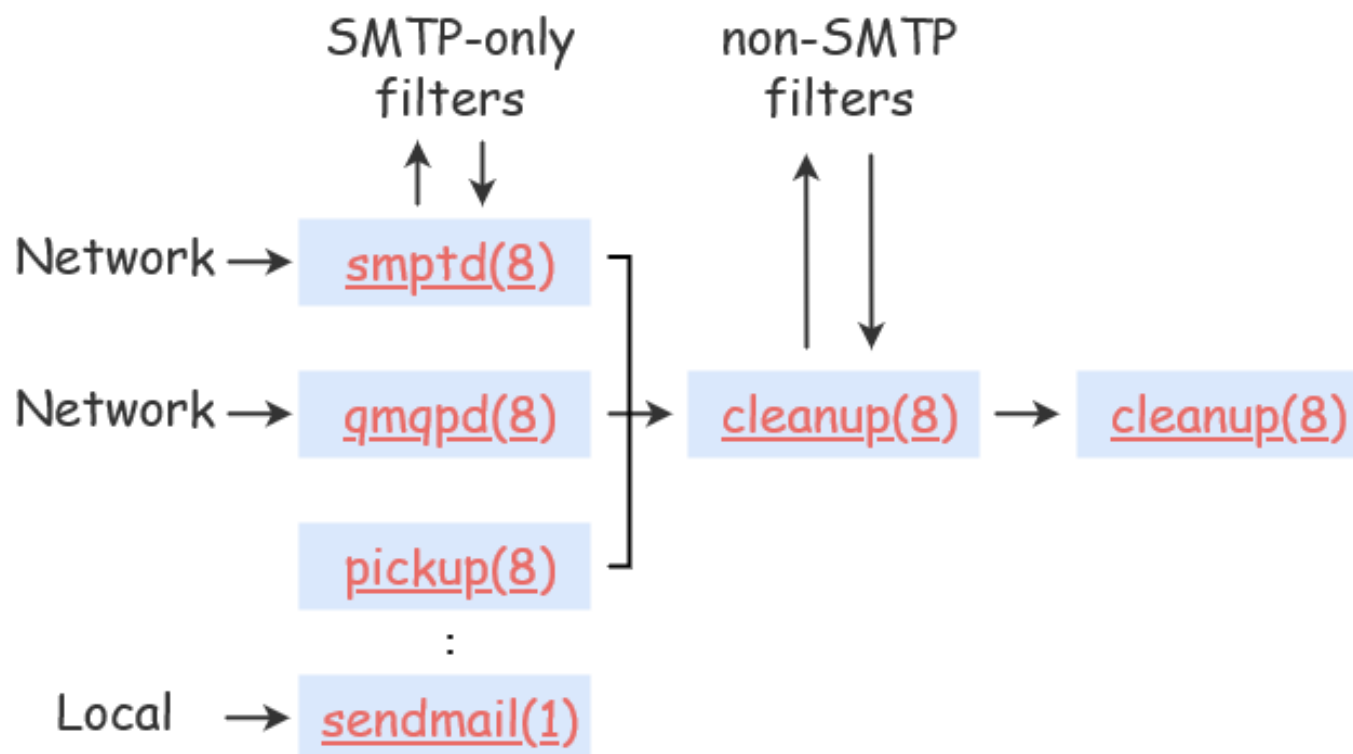 SMTP-only
filters
non-SMTP
filters
Network
smptd(8)
Network
qmqpd(8)
cleanup(8)
cleanup(8)
pickup(8)
:
Local
sendmail(1)